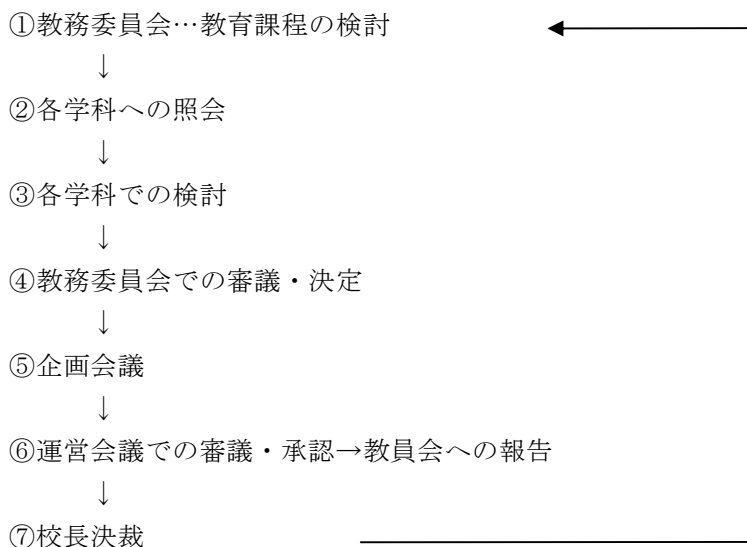 ①教務委員会…教育課程の検討
↓
②各学科への照会
↓
③各学科での検討
↓
④教務委員会での審議・決定
↓
⑤企画会議
↓
⑥運営会議での審議・承認→教員会への報告
↓
⑦校長決裁